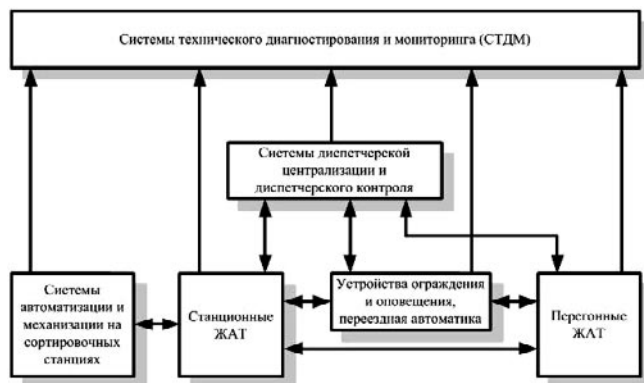 Системы технического диагностирования и мониторинга (СТДМ)
Системы диспетчерской
централизации и
диспетчерского контроля
Системы
автоматизации и
механизации на
сортировочных
станциях
Станционные
ЖАТ
Устройства ограждения
и оповещения,
переездная автоматика
Перегонные
ЖАТ